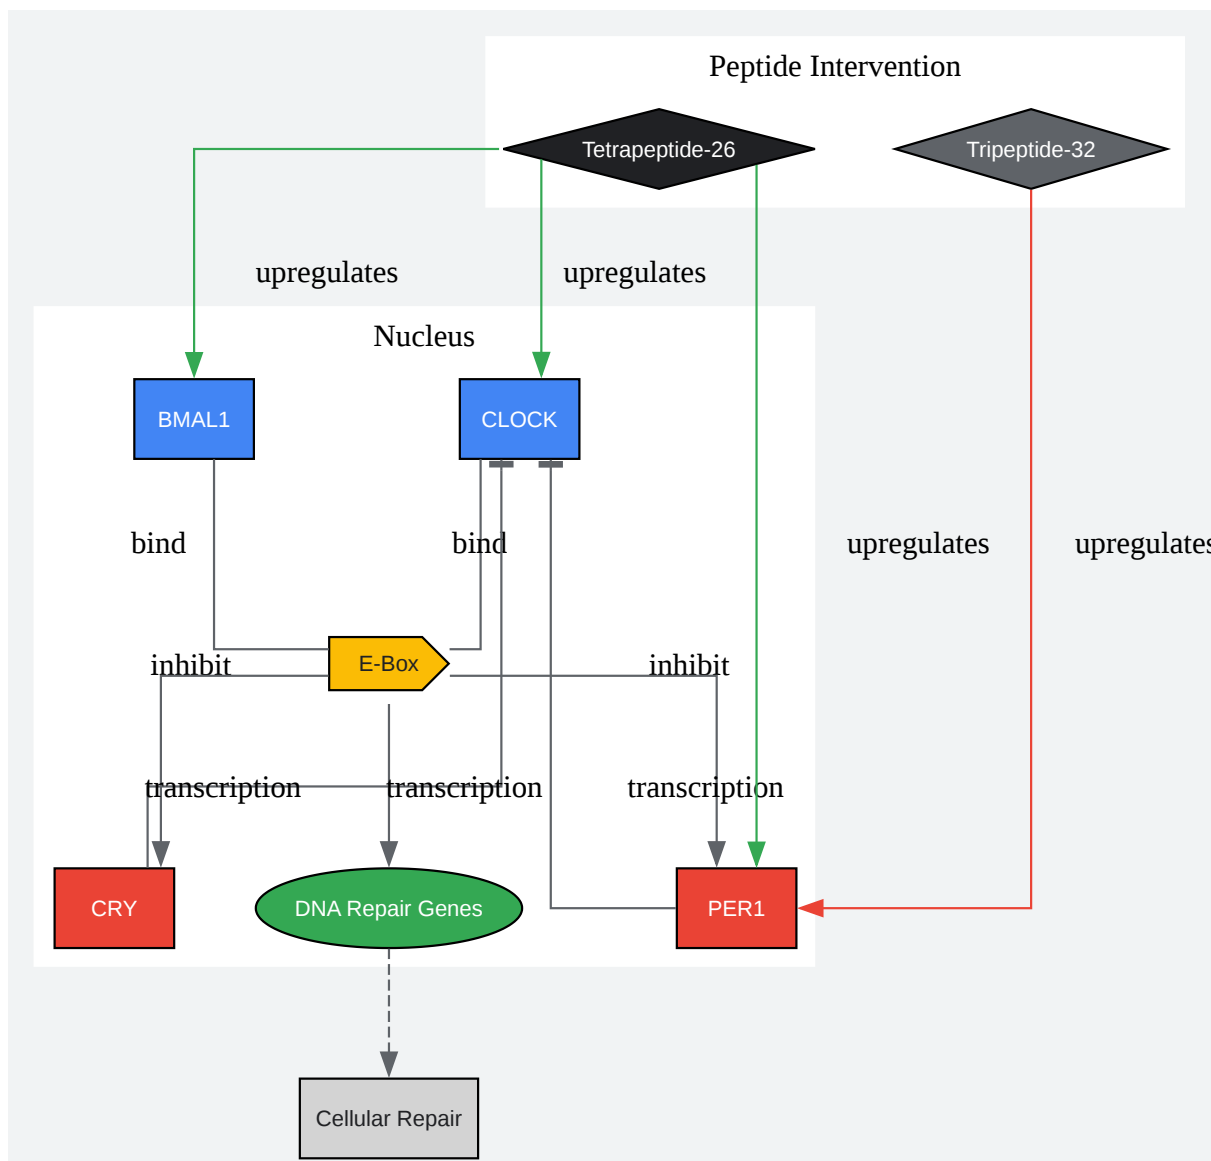 Peptide Intervention
Tetrapeptide-26
Tripeptide-32
upregulates
upregulates
Nucleus
BMAL1
CLOCK
bind
bind
upregulates
upregulates
inhibit
E-Box
inhibit
transcription
transcription
transcription
CRY
DNA Repair Genes
PER1
Cellular Repair